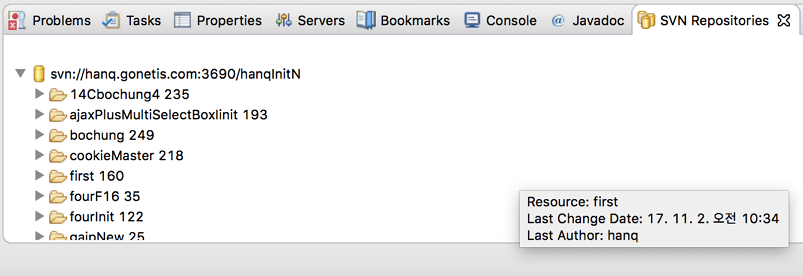 Problems Tasks Properties Servers Bookmarks Console @ Javadoc SVN Repositories
svn://hanq.gonetis.com:3690/hanqInitN
14Cbochung4 235
ajaxPlusMultiSelectBoxIinit 193
bochung 249
cookieMaster 218
first 160
fourF16 35
fourInit 122
gaipNew 25
Resource: first
Last Change Date: 17. 11. 2. 오전 10:34
Last Author: hanq